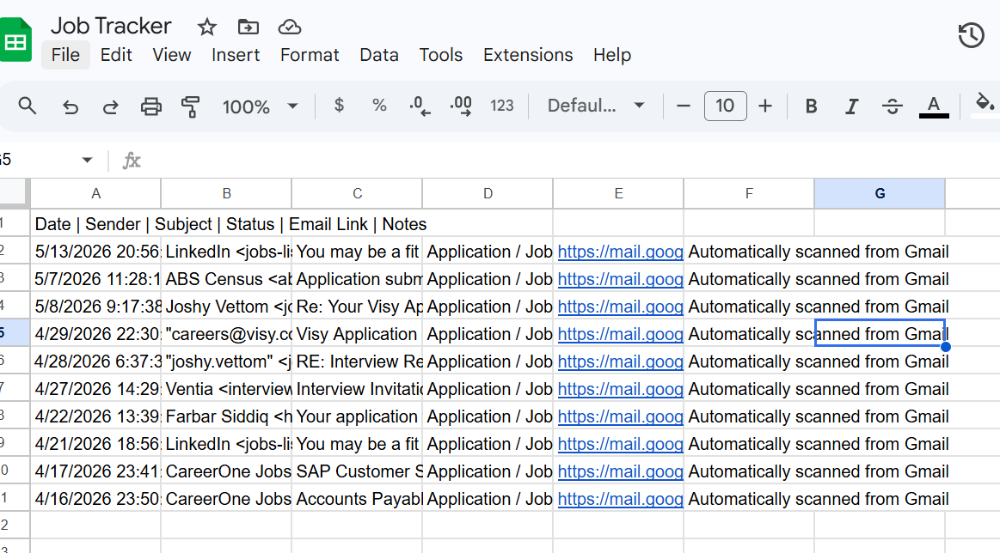 Job Tracker
File Edit View Insert Format Data Tools Extensions Help
100% $ % .0 .00 123 Defaul... 10 B I A
G5 fx
A B C D E F G
1 Date | Sender | Subject | Status | Email Link | Notes
2 5/13/2026 20:56: LinkedIn <jobs-lis You may be a fit Application / Job https://mail.goog Automatically scanned from Gmail
3 5/7/2026 11:28:1 ABS Census <ab Application subm Application / Job https://mail.goog Automatically scanned from Gmail
4 5/8/2026 9:17:38 Joshy Vettom <jo Re: Your Visy Ap Application / Job https://mail.goog Automatically scanned from Gmail
5 4/29/2026 22:30: "careers@visy.co Visy Application Application / Job https://mail.goog Automatically scanned from Gmail
6 4/28/2026 6:37:3 "joshy.vettom" <j RE: Interview Re Application / Job https://mail.goog Automatically scanned from Gmail
7 4/27/2026 14:29: Ventia <interview Interview Invitatio Application / Job https://mail.goog Automatically scanned from Gmail
8 4/22/2026 13:39: Farbar Siddiq <h Your application Application / Job https://mail.goog Automatically scanned from Gmail
9 4/21/2026 18:56: LinkedIn <jobs-lis You may be a fit Application / Job https://mail.goog Automatically scanned from Gmail
0 4/17/2026 23:41: CareerOne Jobs SAP Customer S Application / Job https://mail.goog Automatically scanned from Gmail
1 4/16/2026 23:50: CareerOne Jobs Accounts Payabl Application / Job https://mail.goog Automatically scanned from Gmail
2
3